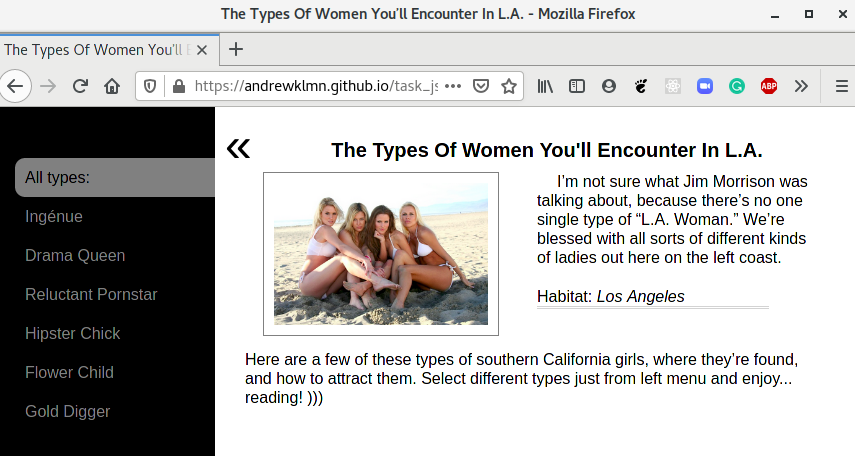 The Types Of Women You'll Encounter In L.A. - Mozilla Firefox
The Types Of Women You'll E
https://andrewklmn.github.io/task_js
ABP
All types:
Ingénue
Drama Queen
Reluctant Pornstar
Hipster Chick
Flower Child
Gold Digger
«
The Types Of Women You'll Encounter In L.A.
I’m not sure what Jim Morrison was
talking about, because there’s no one
single type of “L.A. Woman.” We’re
blessed with all sorts of different kinds
of ladies out here on the left coast.
Habitat: Los Angeles
Here are a few of these types of southern California girls, where they’re found,
and how to attract them. Select different types just from left menu and enjoy...
reading! )))